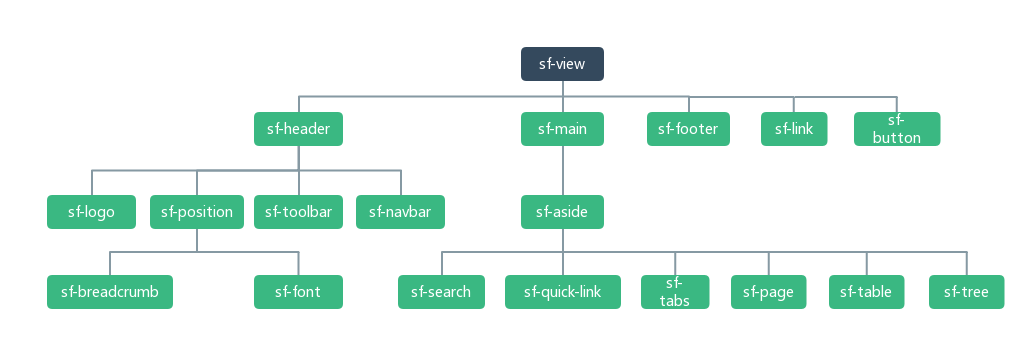 sf-view
sf-header
sf-main
sf-footer
sf-link
sf-
button
sf-logo
sf-position
sf-toolbar
sf-navbar
sf-aside
sf-breadcrumb
sf-font
sf-search
sf-quick-link
sf-
tabs
sf-page
sf-table
sf-tree